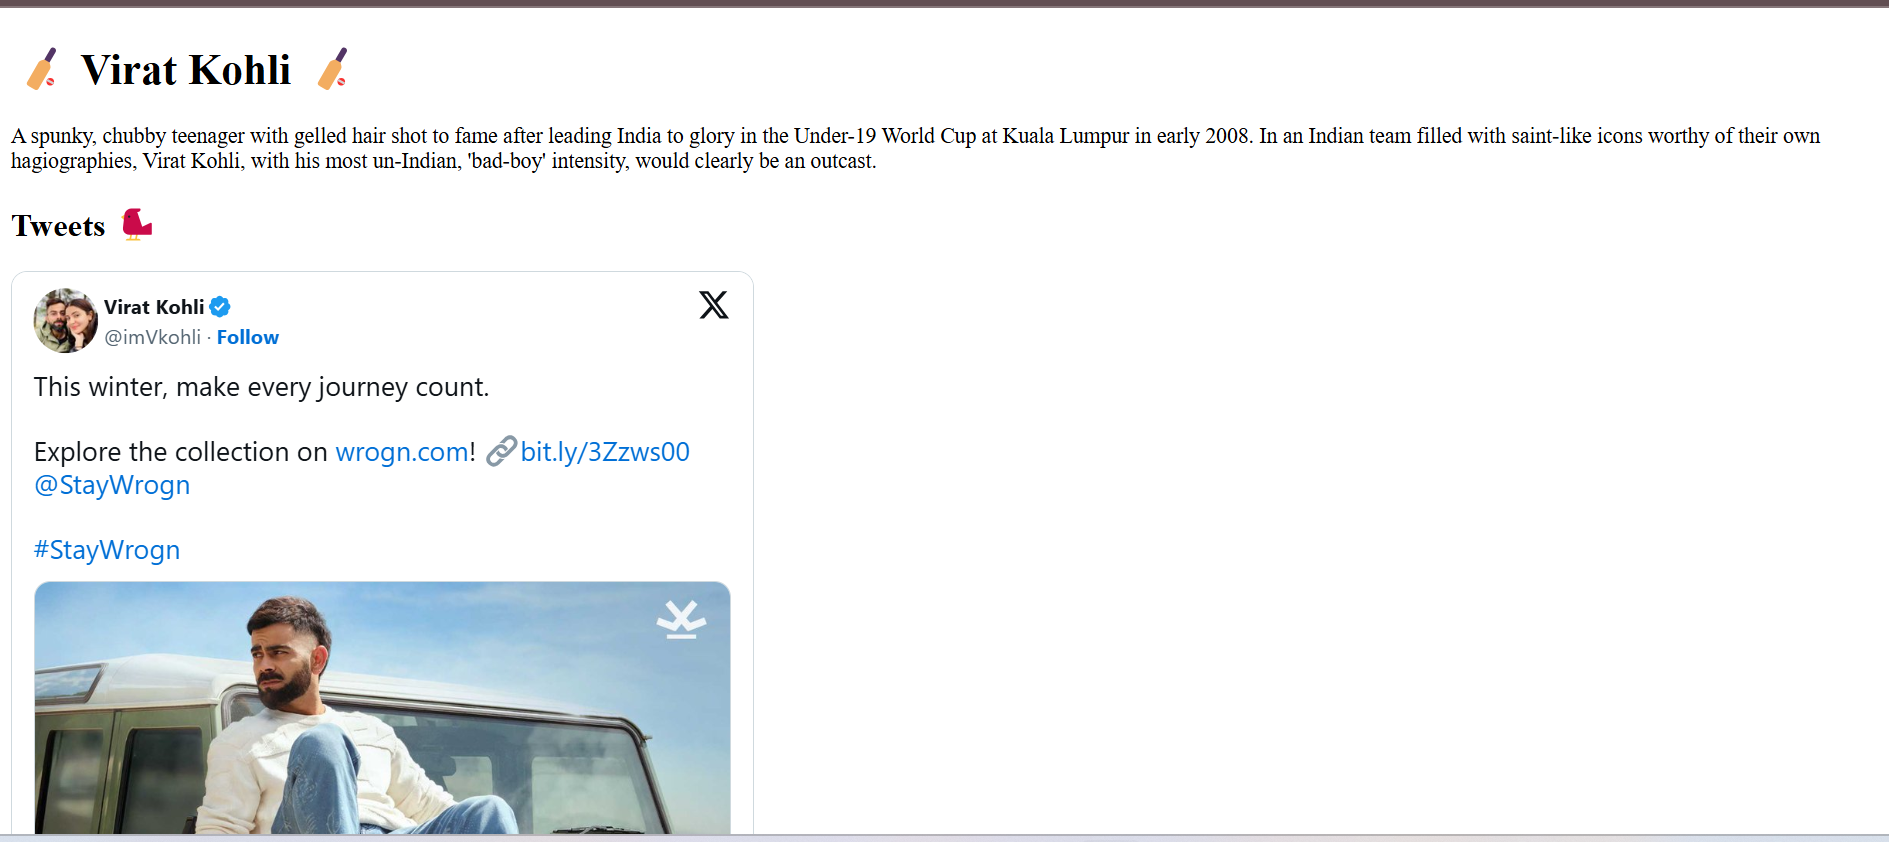 Virat Kohli
A spunky, chubby teenager with gelled hair shot to fame after leading India to glory in the Under-19 World Cup at Kuala Lumpur in early 2008. In an Indian team filled with saint-like icons worthy of their own
hagiographies, Virat Kohli, with his most un-Indian, 'bad-boy' intensity, would clearly be an outcast.
Tweets
Virat Kohli
@imVkohli · Follow
This winter, make every journey count.
Explore the collection on wrogn.com! 🔗bit.ly/3Zzws00
@StayWrogn
#StayWrogn